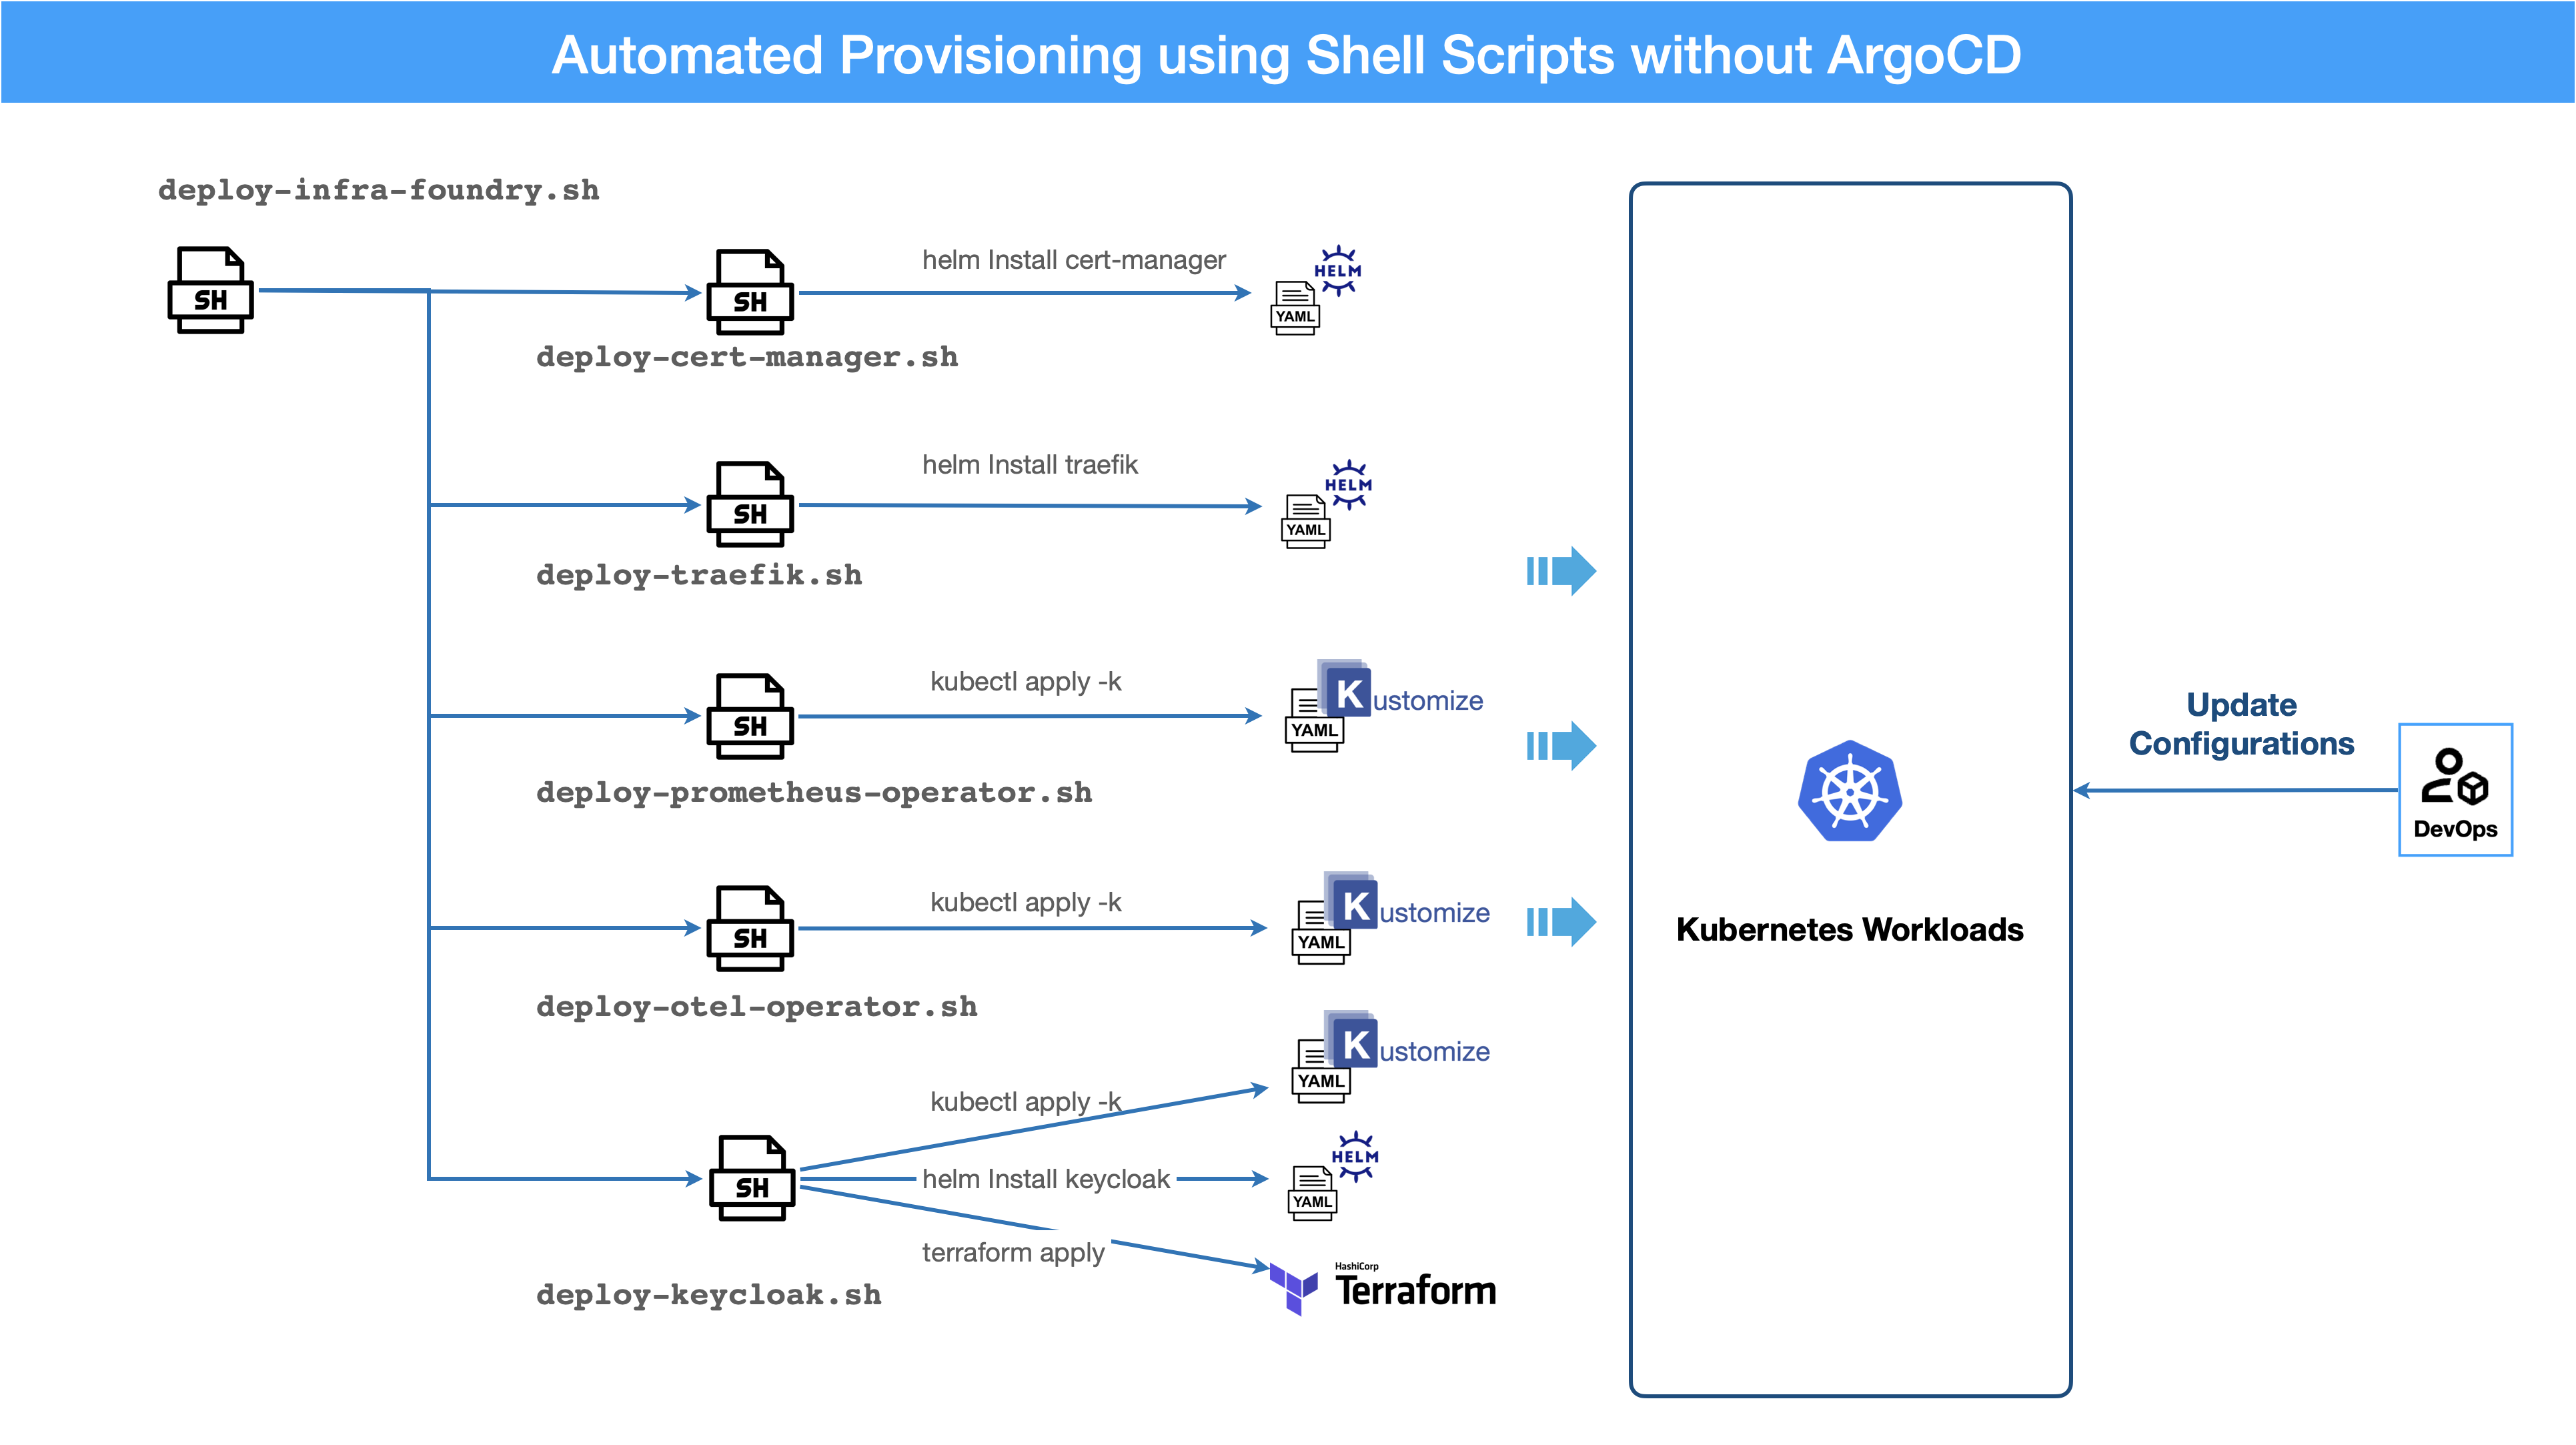 Automated Provisioning using Shell Scripts without ArgoCD
deploy-infra-foundry.sh
SH
SH
helm Install cert-manager
HELM
YAML
deploy-cert-manager.sh
SH
helm Install traefik
HELM
YAML
deploy-traefik.sh
SH
kubectl apply -k
Kustomize
YAML
deploy-prometheus-operator.sh
SH
kubectl apply -k
Kustomize
YAML
deploy-otel-operator.sh
SH
kubectl apply -k
Kustomize
YAML
helm Install keycloak
HELM
YAML
terraform apply
HashiCorp
Terraform
deploy-keycloak.sh
Kubernetes Workloads
Update
Configurations
DevOps